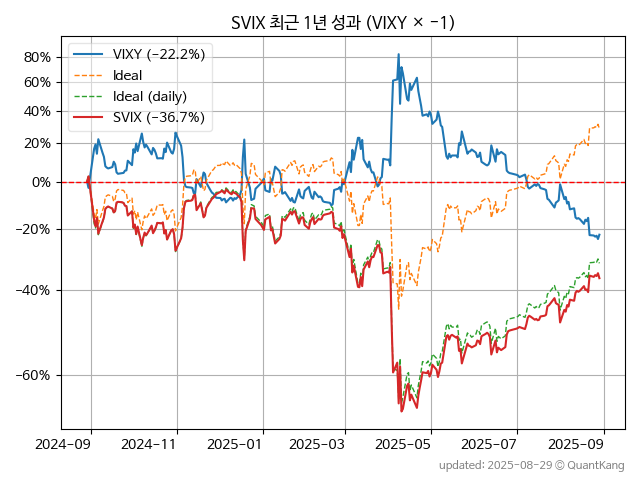 SVIX 최근 1년 성과 (VIXY × −1)
VIXY (−22.2%)
Ideal
Ideal (daily)
SVIX (−36.7%)
80%
60%
40%
20%
0%
−20%
−40%
−60%
2024-09 2024-11 2025-01 2025-03 2025-05 2025-07 2025-09
updated: 2025-08-29 © QuantKang